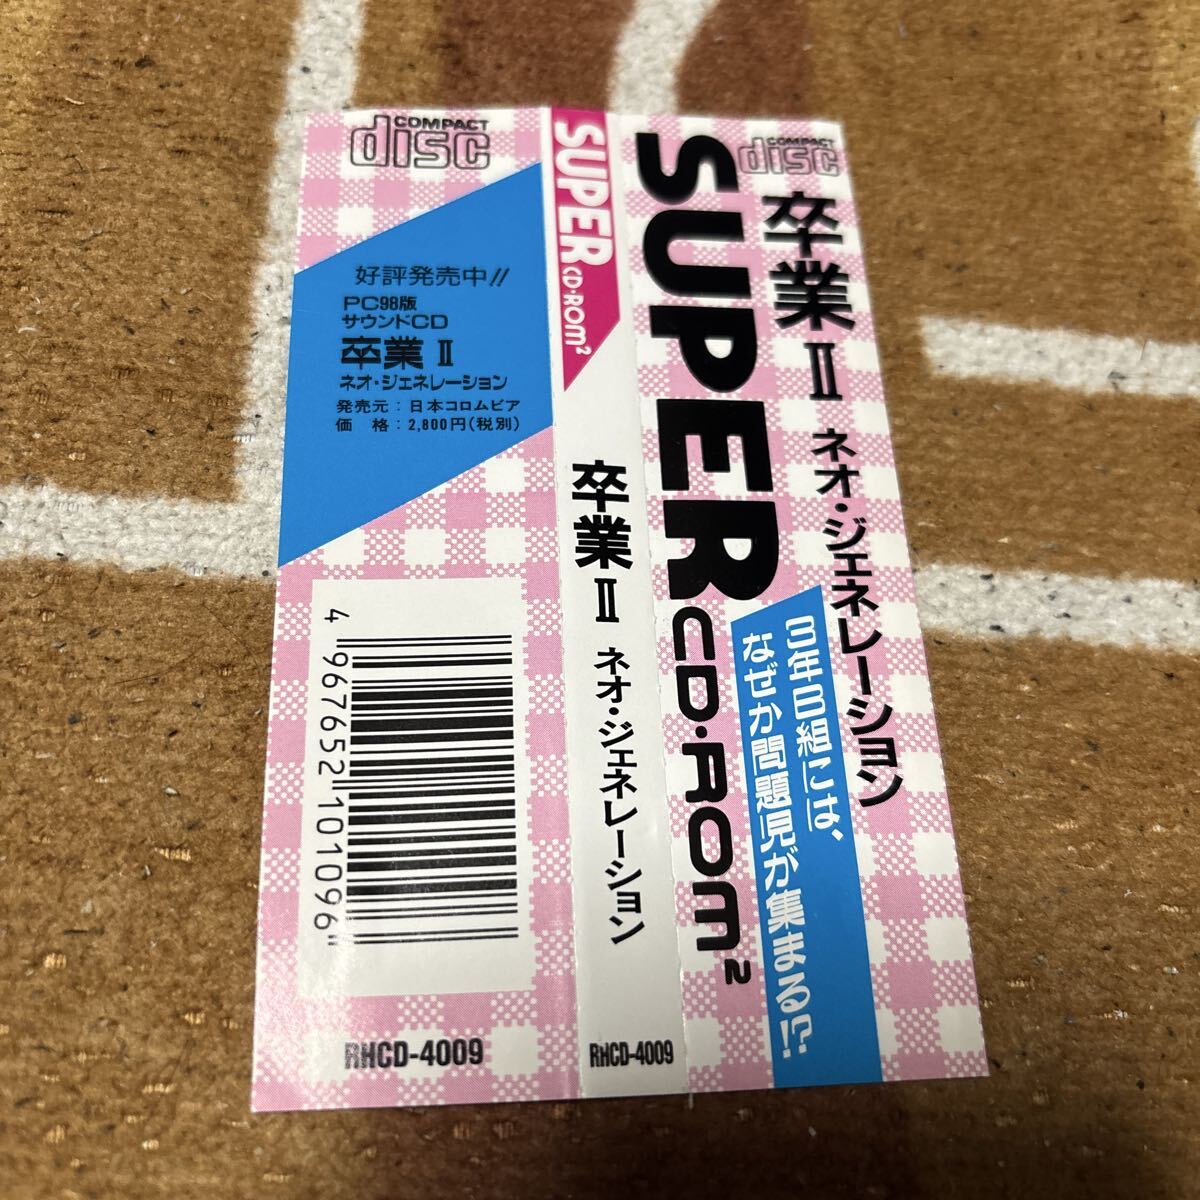 COMPACT
disc
好評発売中!!
PC98版
サウンドCD
卒業 II
ネオ・ジェネレーション
発売元：日本コロムビア
価　格：2,800円(税別)
4 967652 101096
RHCD-4009
SUPER
CD・ROM²
卒業 II ネオ・ジェネレーション
RHCD-4009
COMPACT
disc
SUPER CD・ROM²
卒業 II ネオ・ジェネレーション
3年B組には、
なぜか問題児が集まる!?